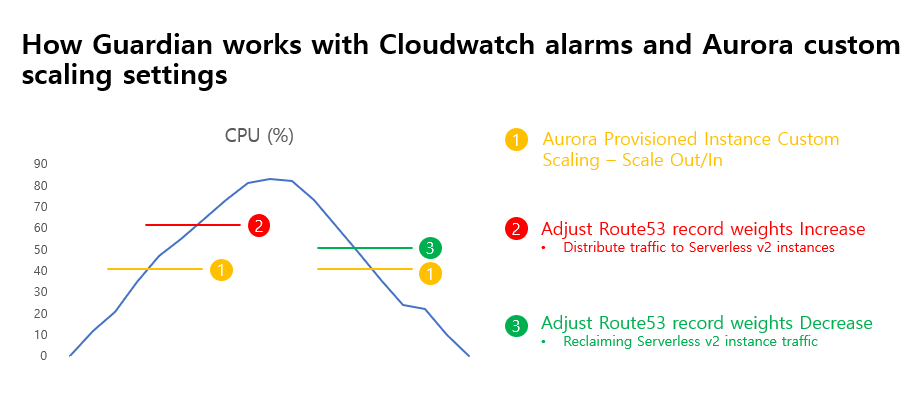 How Guardian works with Cloudwatch alarms and Aurora custom
scaling settings
CPU (%)
90
80
70
60
50
40
30
20
10
0
2
1
3
1
1 Aurora Provisioned Instance Custom
Scaling – Scale Out/In
2 Adjust Route53 record weights Increase
• Distribute traffic to Serverless v2 instances
3 Adjust Route53 record weights Decrease
• Reclaiming Serverless v2 instance traffic